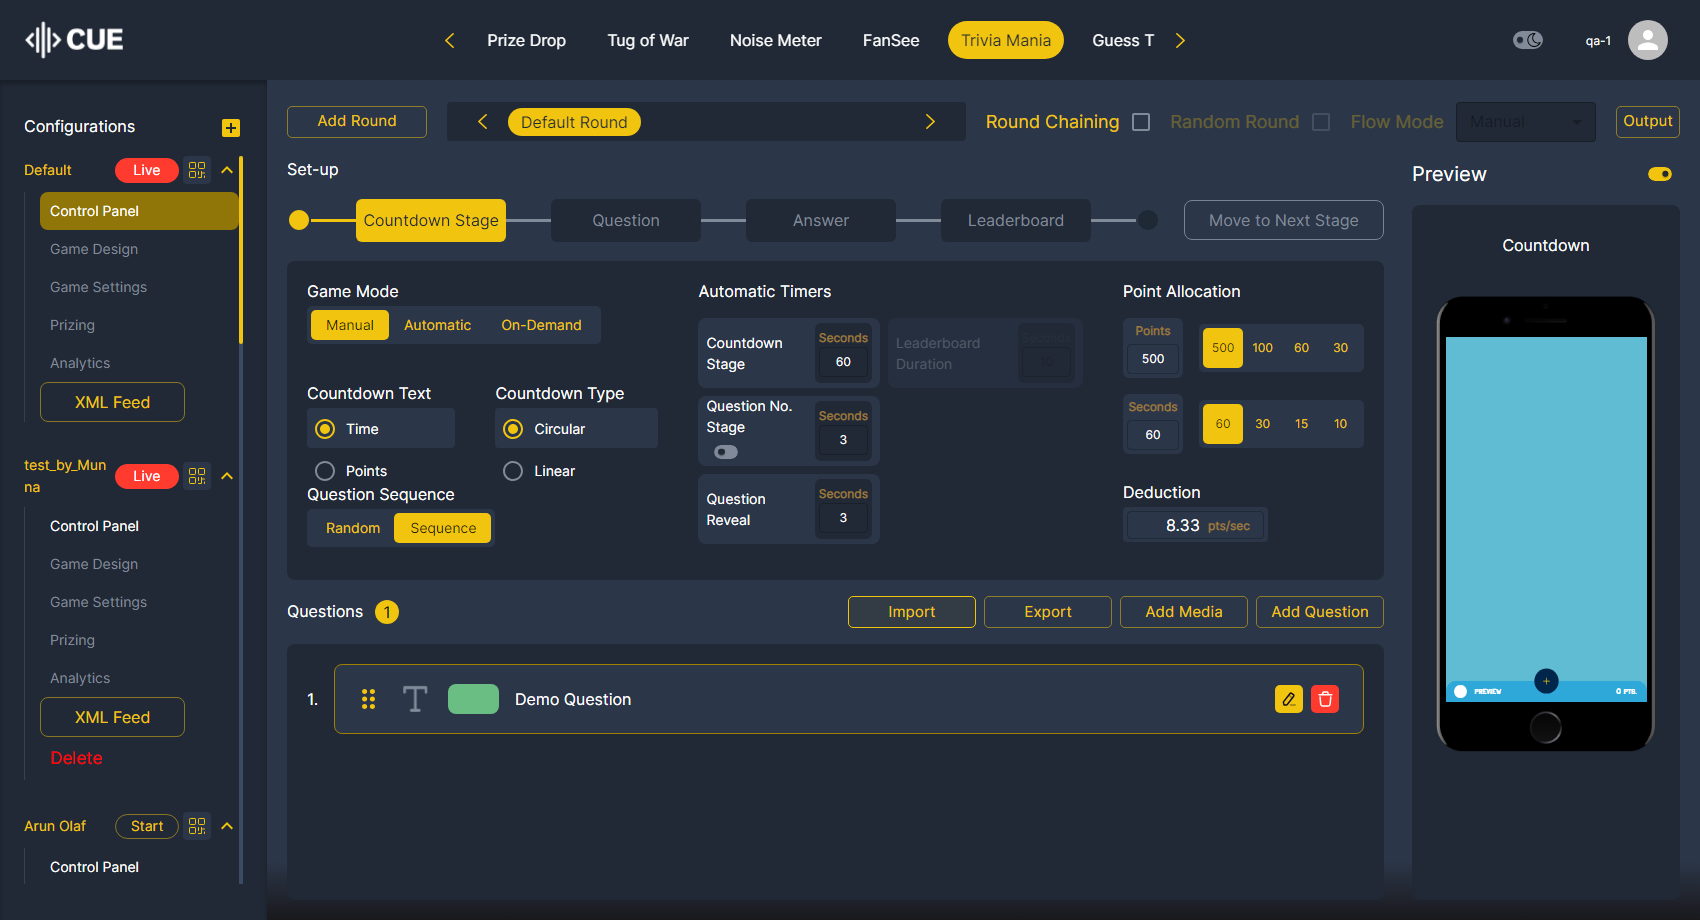 CUE
Prize Drop
Tug of War
Noise Meter
FanSee
Trivia Mania
Guess T
qa-1
Configurations
Default
Live
Control Panel
Game Design
Game Settings
Prizing
Analytics
XML Feed
test_by_Mun
na
Live
Control Panel
Game Design
Game Settings
Prizing
Analytics
XML Feed
Delete
Arun Olaf
Start
Control Panel
Add Round
Default Round
Round Chaining
Random Round
Flow Mode
Manual
Output
Set-up
Countdown Stage
Question
Answer
Leaderboard
Move to Next Stage
Game Mode
Manual
Automatic
On-Demand
Countdown Text
Time
Points
Countdown Type
Circular
Linear
Question Sequence
Random
Sequence
Automatic Timers
Countdown
Stage
Seconds
60
Leaderboard
Duration
Seconds
10
Question No.
Stage
Seconds
3
Question
Reveal
Seconds
3
Point Allocation
Points
500
500
100
60
30
Seconds
60
60
30
15
10
Deduction
8.33 pts/sec
Questions 1
Import
Export
Add Media
Add Question
1.
T
Demo Question
Preview
Countdown
PREVIEW
0 PTS.